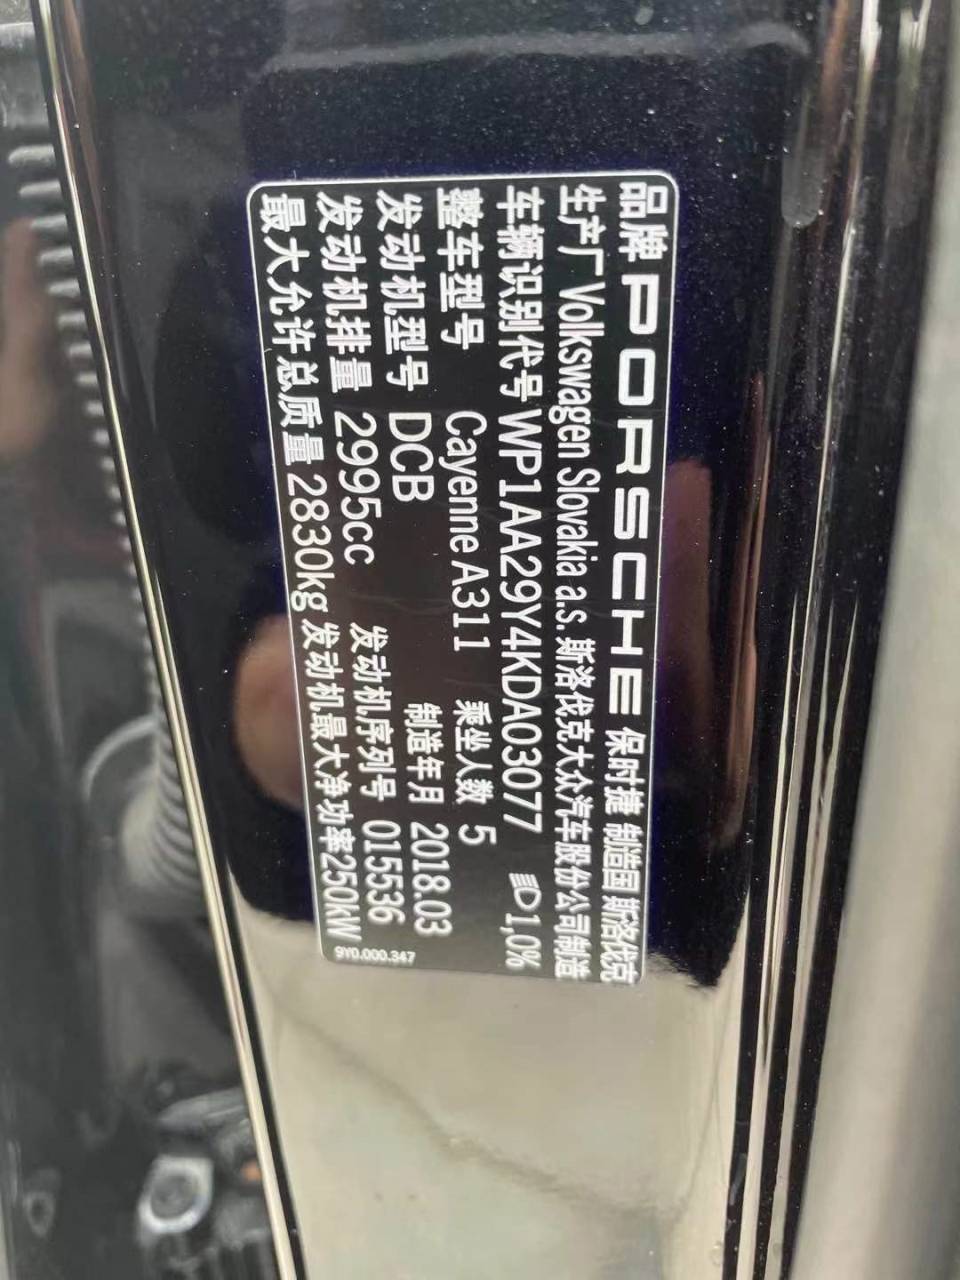 品牌 PORSCHE 保时捷 制造国 斯洛伐克
生产厂 Volkswagen Slovakia a.s. 斯洛伐克大众汽车股份公司制造
车辆识别代号 WP1AA29Y4KDA03077 1,0%
整车型号 Cayenne A311 乘坐人数 5
发动机型号 DCB 制造年月 2018.03
发动机排量 2995cc 发动机序列号 015536
最大允许总质量 2830kg 发动机最大净功率250kW
9Y0.000.347